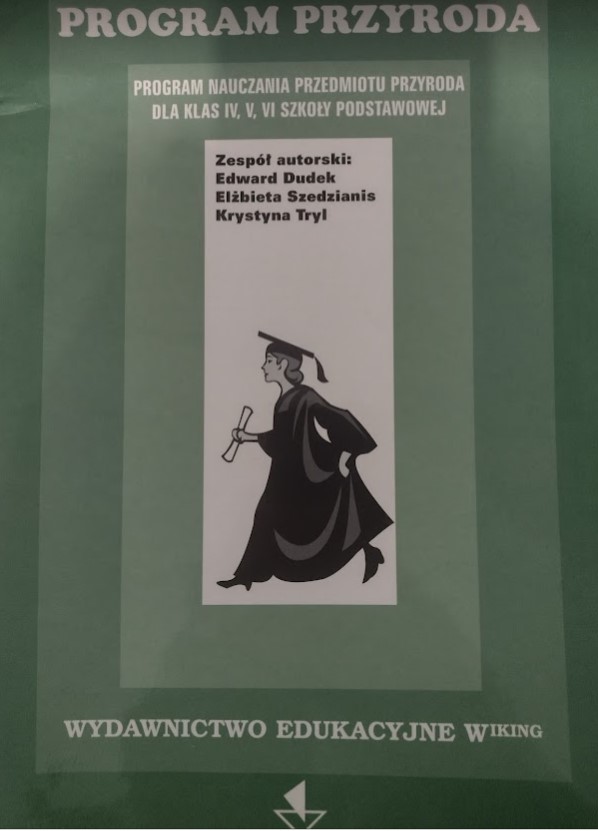 PROGRAM PRZYRODA
PROGRAM NAUCZANIA PRZEDMIOTU PRZYRODA
DLA KLAS IV, V, VI SZKOŁY PODSTAWOWEJ
Zespół autorski:
Edward Dudek
Elżbieta Szedzianis
Krystyna Tryl
WYDAWNICTWO EDUKACYJNE WIKING